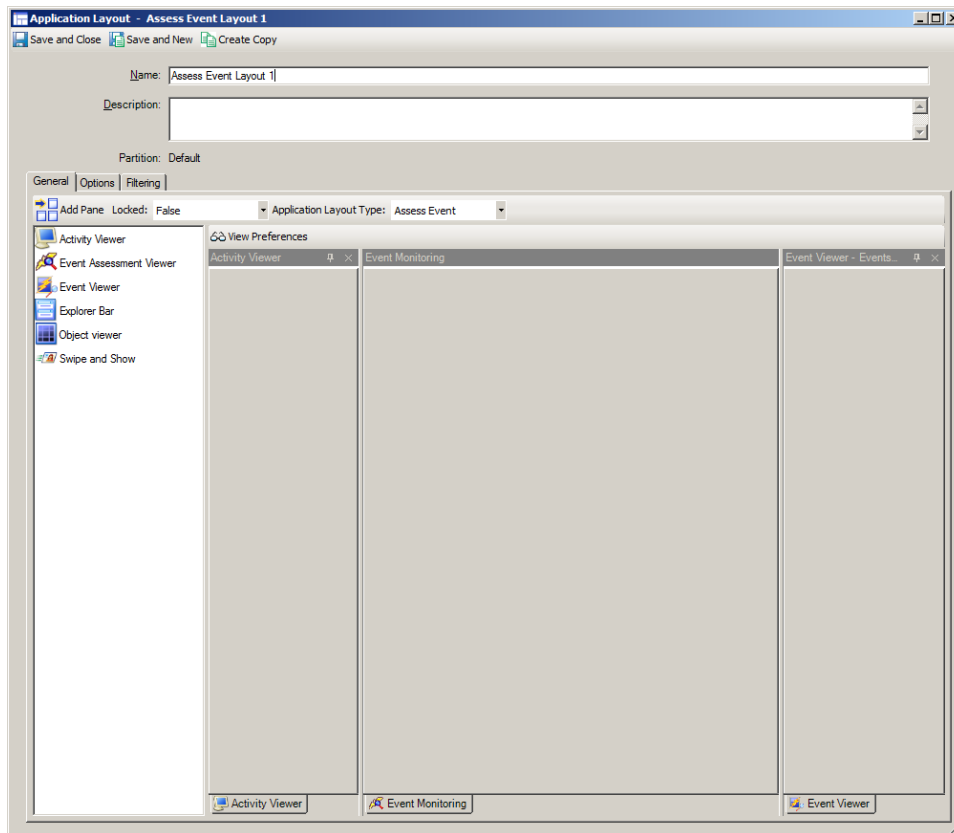 Application Layout - Assess Event Layout 1
Save and Close Save and New Create Copy
Name: Assess Event Layout 1
Description:
Partition: Default
General Options Filtering
Add Pane Locked: False Application Layout Type: Assess Event
Activity Viewer
Event Assessment Viewer
Event Viewer
Explorer Bar
Object viewer
Swipe and Show
View Preferences
Activity Viewer Event Monitoring Event Viewer - Events...
Activity Viewer Event Monitoring Event Viewer